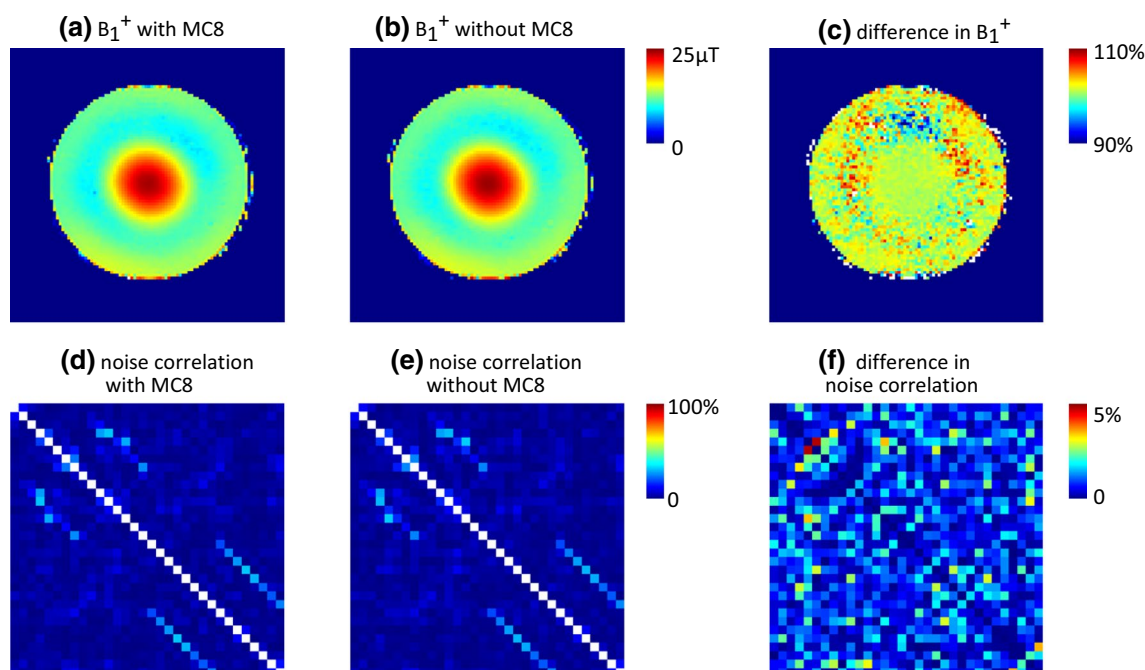 (a) B₁⁺ with MC8
(b) B₁⁺ without MC8
(c) difference in B₁⁺
25µT
0
110%
90%
(d) noise correlation
with MC8
(e) noise correlation
without MC8
(f) difference in
noise correlation
100%
0
5%
0